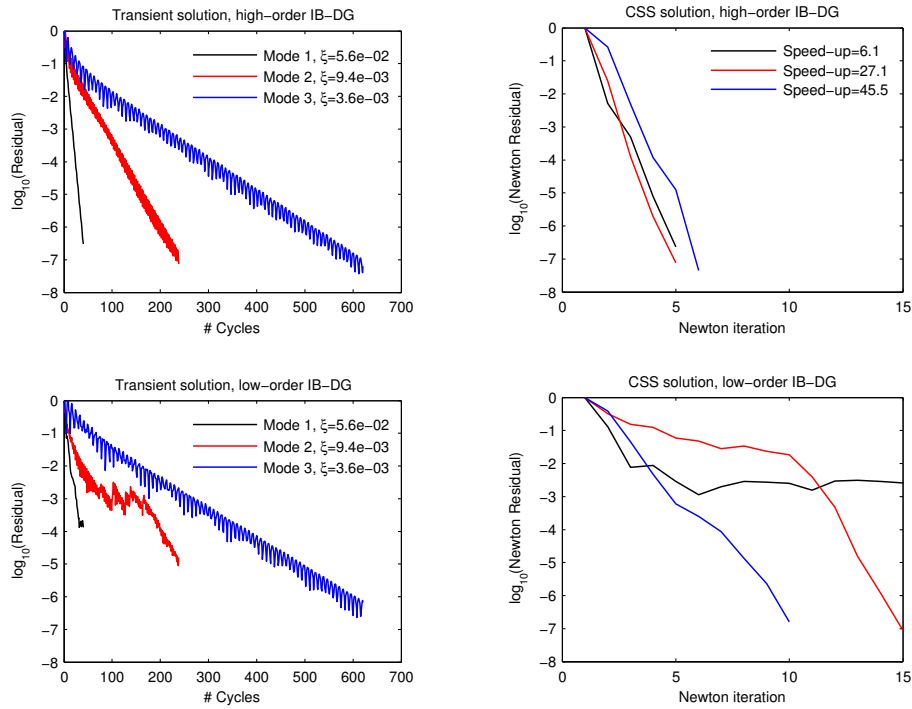 Transient solution, high−order IB−DG
0
−1
−2
−3
−4
−5
−6
−7
−8
log10(Residual)
Mode 1, ξ=5.6e−02
Mode 2, ξ=9.4e−03
Mode 3, ξ=3.6e−03
0 100 200 300 400 500 600 700
# Cycles
CSS solution, high−order IB−DG
0
−1
−2
−3
−4
−5
−6
−7
−8
log10(Newton Residual)
Speed−up=6.1
Speed−up=27.1
Speed−up=45.5
0 5 10 15
Newton iteration
Transient solution, low−order IB−DG
0
−1
−2
−3
−4
−5
−6
−7
−8
log10(Residual)
Mode 1, ξ=5.6e−02
Mode 2, ξ=9.4e−03
Mode 3, ξ=3.6e−03
0 100 200 300 400 500 600 700
# Cycles
CSS solution, low−order IB−DG
0
−1
−2
−3
−4
−5
−6
−7
−8
log10(Newton Residual)
0 5 10 15
Newton iteration